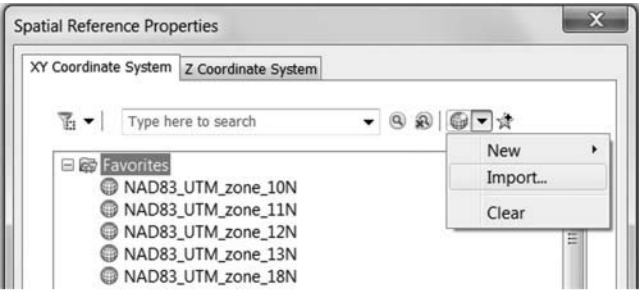 Spatial Reference Properties
X
XY Coordinate System Z Coordinate System
Type here to search
New
Import...
Clear
Favorites
NAD83_UTM_zone_10N
NAD83_UTM_zone_11N
NAD83_UTM_zone_12N
NAD83_UTM_zone_13N
NAD83_UTM_zone_18N